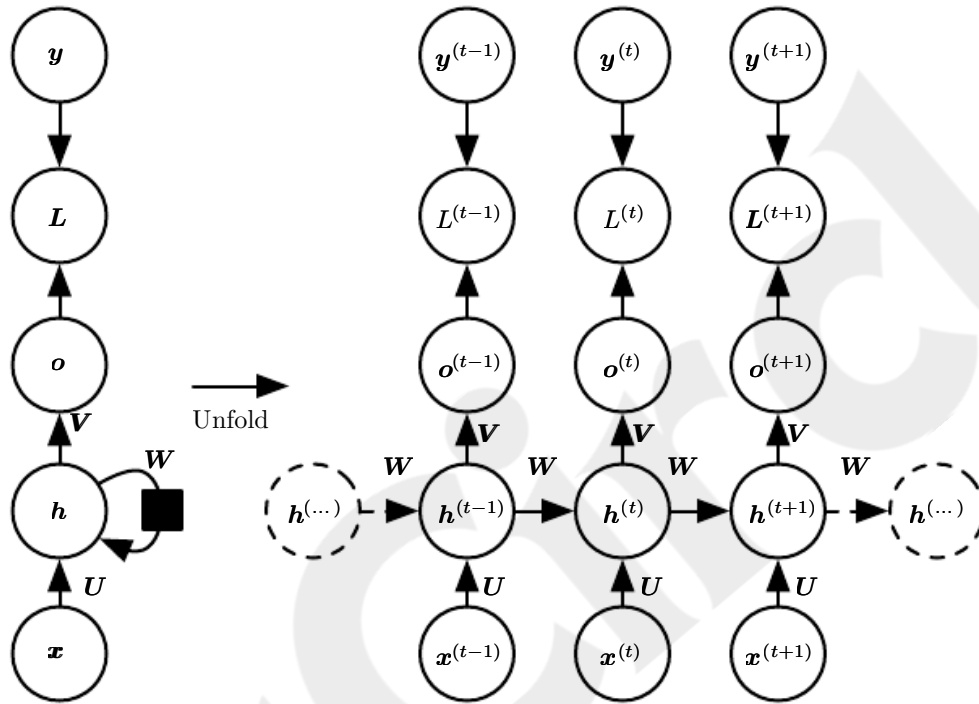 y y^(t−1) y^(t) y^(t+1)
L L^(t−1) L^(t) L^(t+1)
o o^(t−1) o^(t) o^(t+1)
Unfold
V V V V
W W W W W
h h^(...) h^(t−1) h^(t) h^(t+1) h^(...)
U U U U
x x^(t−1) x^(t) x^(t+1)